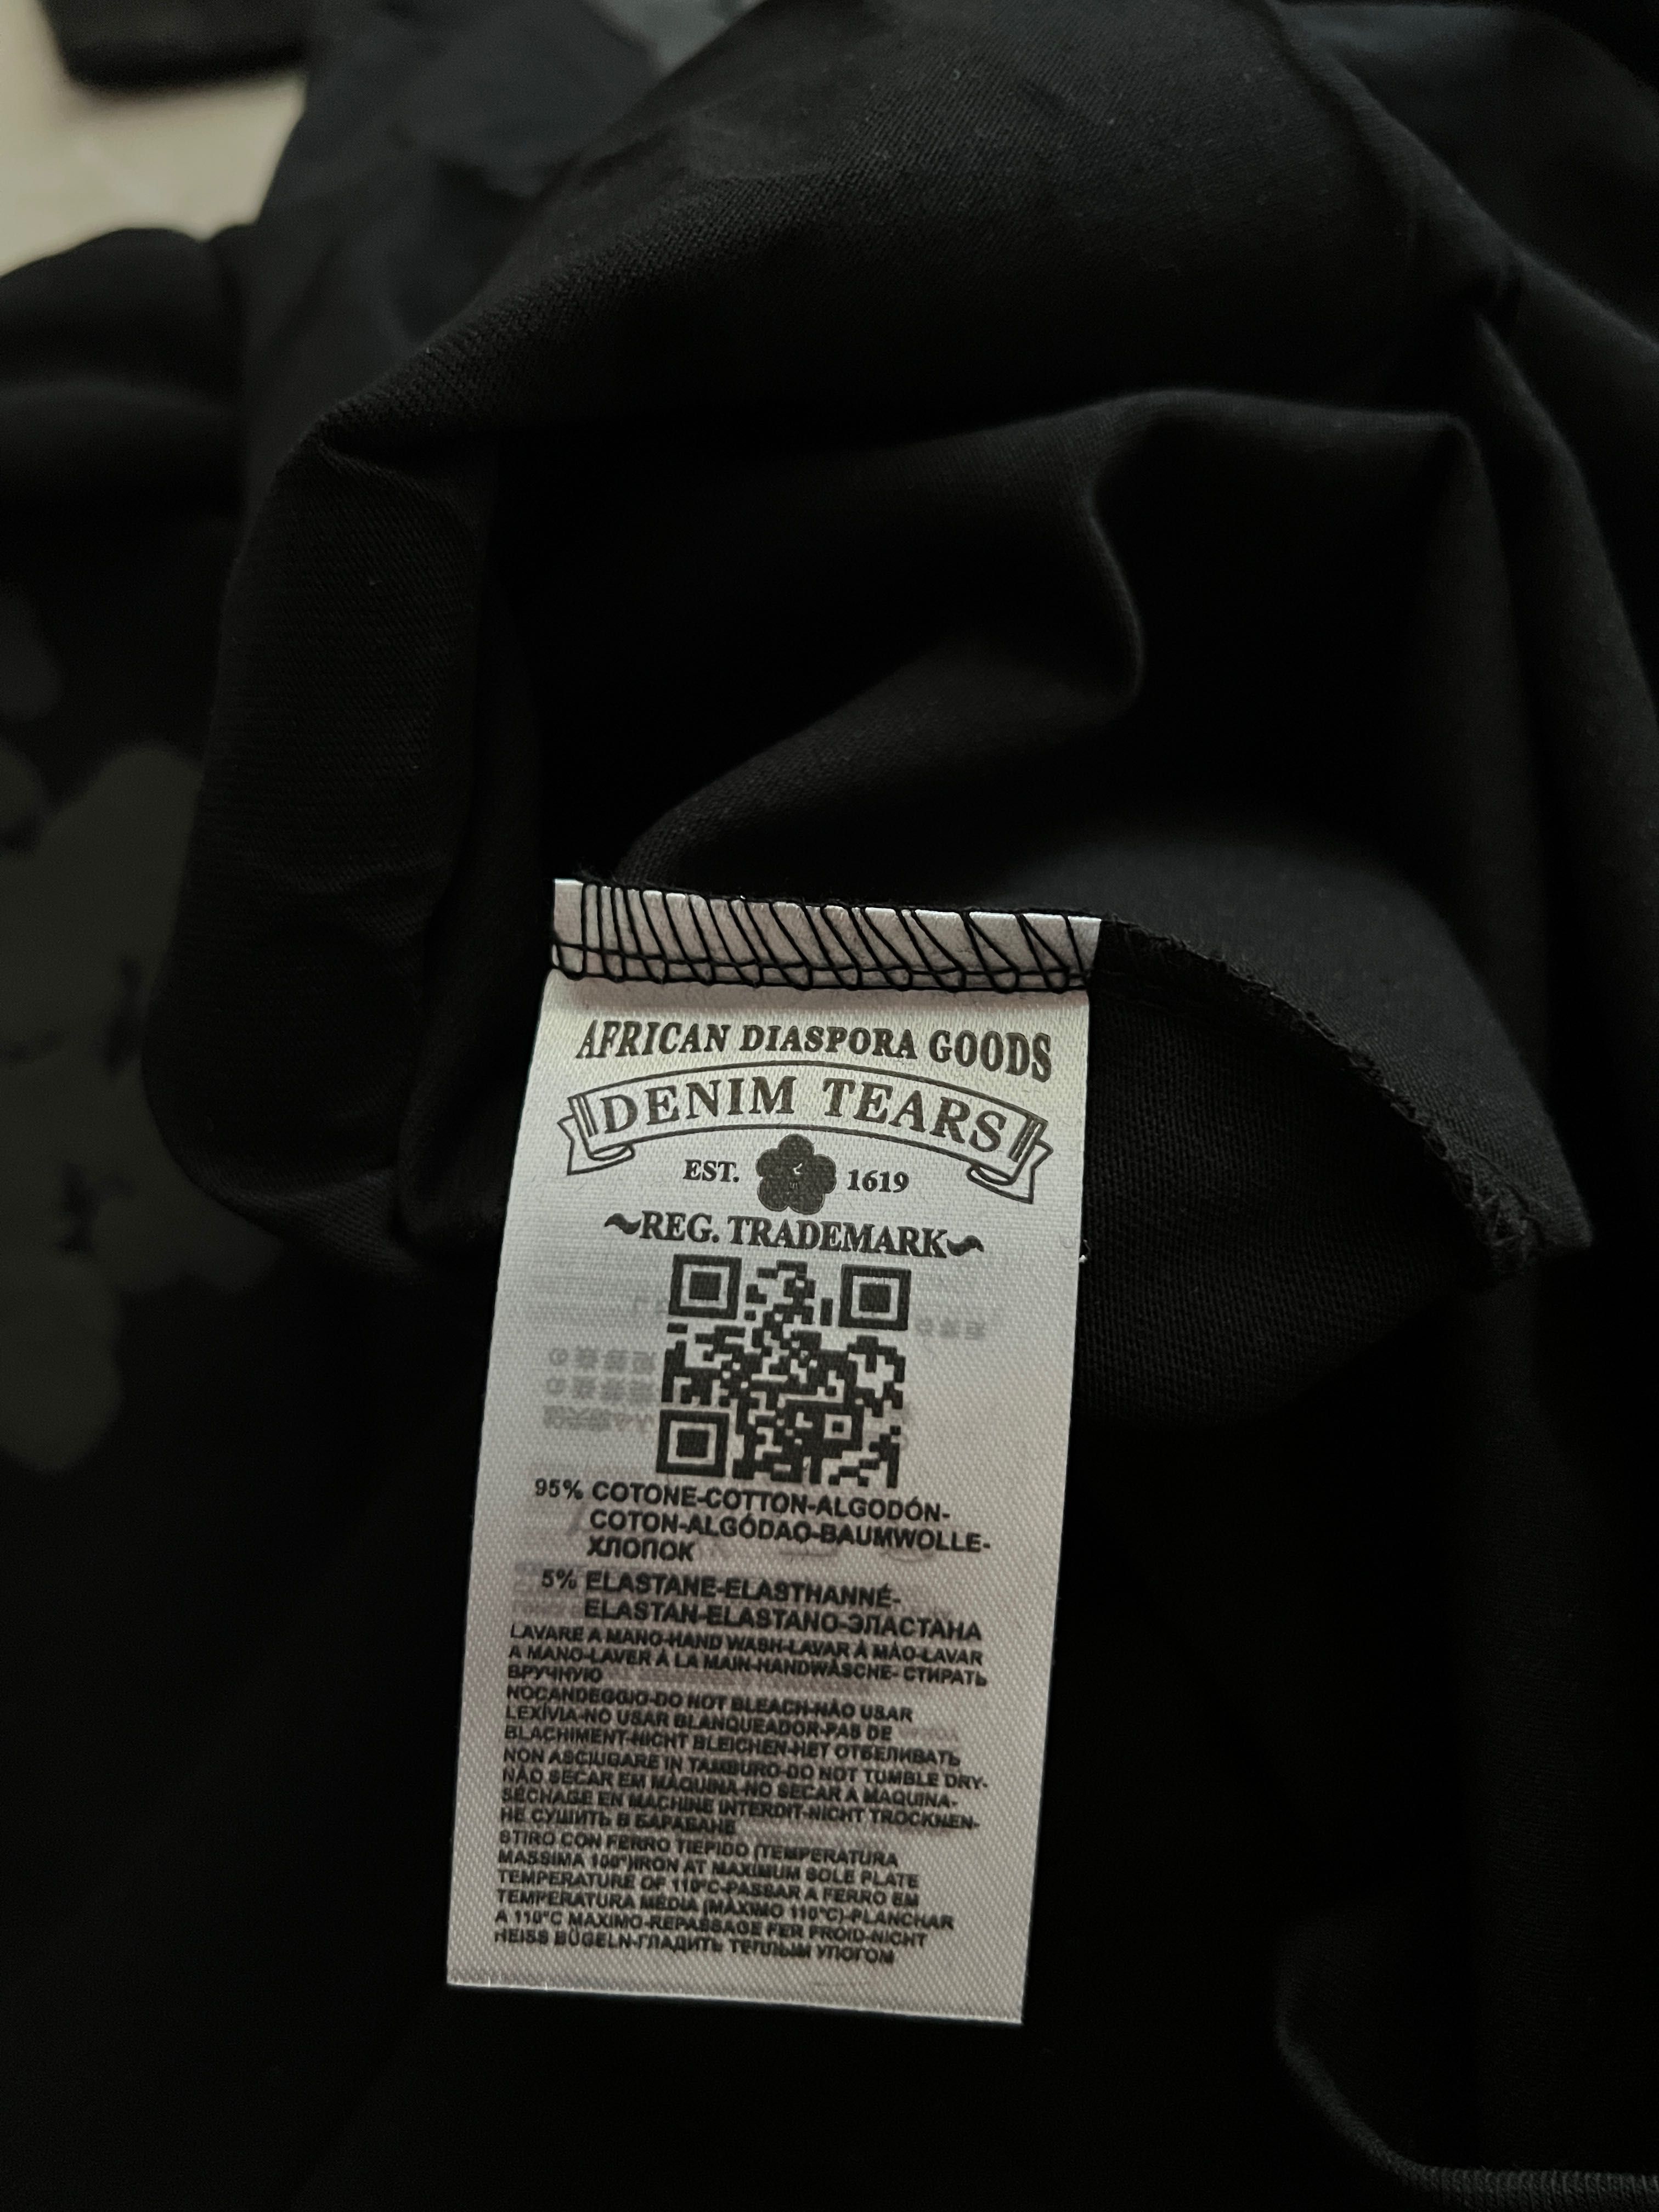 AFRICAN DIASPORA GOODS
DENIM TEARS
EST. 1619
~REG. TRADEMARK~
95% COTONE-COTTON-ALGODÓN-
COTON-ALGÓDAO-BAUMWOLLE-
ХЛОПОК
5% ELASTANE-ELASTHANNÉ-
ELASTAN-ELASTANO-ЭЛАСТАНА
LAVARE A MANO-HAND WASH-LAVAR À MÃO-LAVAR
A MANO-LAVER À LA MAIN-HANDWÄSCHE- СТИРАТЬ
ВРУЧНУЮ
NOCANDEGGIO-DO NOT BLEACH-NÃO USAR
LEXÍVIA-NO USAR BLANQUEADOR-PAS DE
BLACHIMENT-NICHT BLEICHEN-НЕТ ОТБЕЛИВАТЬ
NON ASCIUGARE IN TAMBURO-DO NOT TUMBLE DRY-
NÃO SECAR EM MÁQUINA-NO SECAR A MAQUINA-
SÉCHAGE EN MACHINE INTERDIT-NICHT TROCKNEN-
НЕ СУШИТЬ В БАРАБАНЕ
STIRO CON FERRO TIEPIDO (TEMPERATURA
MASSIMA 100°)IRON AT MAXIMUM SOLE PLATE
TEMPERATURE OF 110°C-PASSAR A FERRO EM
TEMPERATURA MÉDIA (MÁXIMO 110°C)-PLANCHAR
A 110°C MAXIMO-REPASSAGE FER FROID-NICHT
HEISS BÜGELN-ГЛАДИТЬ ТЕПЛЫМ УПОГОМ